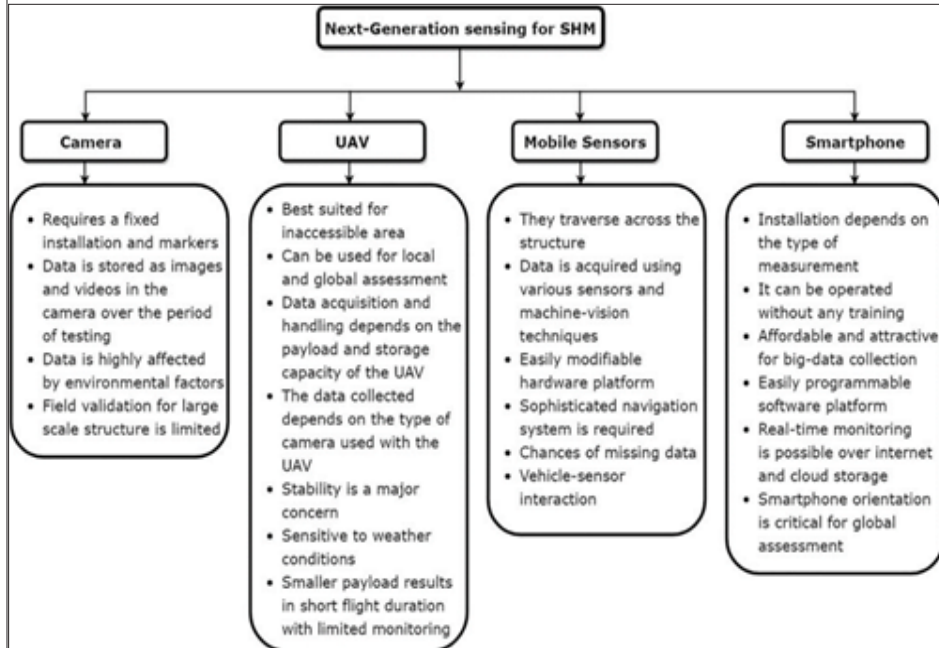 Next-Generation sensing for SHM
Camera
UAV
Mobile Sensors
Smartphone
• Requires a fixed
installation and markers
• Data is stored as images
and videos in the
camera over the period
of testing
• Data is highly affected
by environmental factors
• Field validation for large
scale structure is limited
• Best suited for
inaccessible area
• Can be used for local
and global assessment
• Data acquisition and
handling depends on the
payload and storage
capacity of the UAV
• The data collected
depends on the type of
camera used with the
UAV
• Stability is a major
concern
• Sensitive to weather
conditions
• Smaller payload results
in short flight duration
with limited monitoring
• They traverse across the
structure
• Data is acquired using
various sensors and
machine-vision
techniques
• Easily modifiable
hardware platform
• Sophisticated navigation
system is required
• Chances of missing data
• Vehicle-sensor
interaction
• Installation depends on
the type of
measurement
• It can be operated
without any training
• Affordable and attractive
for big-data collection
• Easily programmable
software platform
• Real-time monitoring
is possible over internet
and cloud storage
• Smartphone orientation
is critical for global
assessment